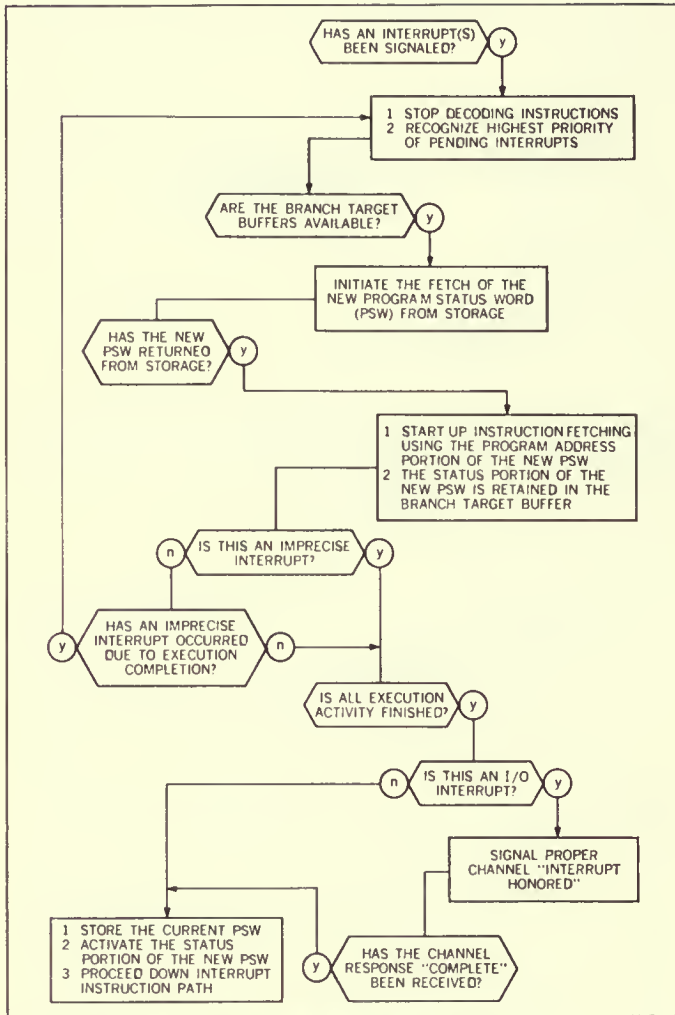 HAS AN INTERRUPT(S)
BEEN SIGNALED?
y
1 STOP DECODING INSTRUCTIONS
2 RECOGNIZE HIGHEST PRIORITY
OF PENDING INTERRUPTS
ARE THE BRANCH TARGET
BUFFERS AVAILABLE?
y
INITIATE THE FETCH OF THE
NEW PROGRAM STATUS WORD
(PSW) FROM STORAGE
HAS THE NEW
PSW RETURNED
FROM STORAGE?
y
1 START UP INSTRUCTION FETCHING
USING THE PROGRAM ADDRESS
PORTION OF THE NEW PSW
2 THE STATUS PORTION OF THE
NEW PSW IS RETAINED IN THE
BRANCH TARGET BUFFER
n
IS THIS AN IMPRECISE
INTERRUPT?
y
y
HAS AN IMPRECISE
INTERRUPT OCCURRED
DUE TO EXECUTION
COMPLETION?
n
IS ALL EXECUTION
ACTIVITY FINISHED?
y
n
IS THIS AN I/O
INTERRUPT?
y
SIGNAL PROPER
CHANNEL "INTERRUPT
HONORED"
1 STORE THE CURRENT PSW
2 ACTIVATE THE STATUS
PORTION OF THE NEW PSW
3 PROCEED DOWN INTERRUPT
INSTRUCTION PATH
y
HAS THE CHANNEL
RESPONSE "COMPLETE"
BEEN RECEIVED?